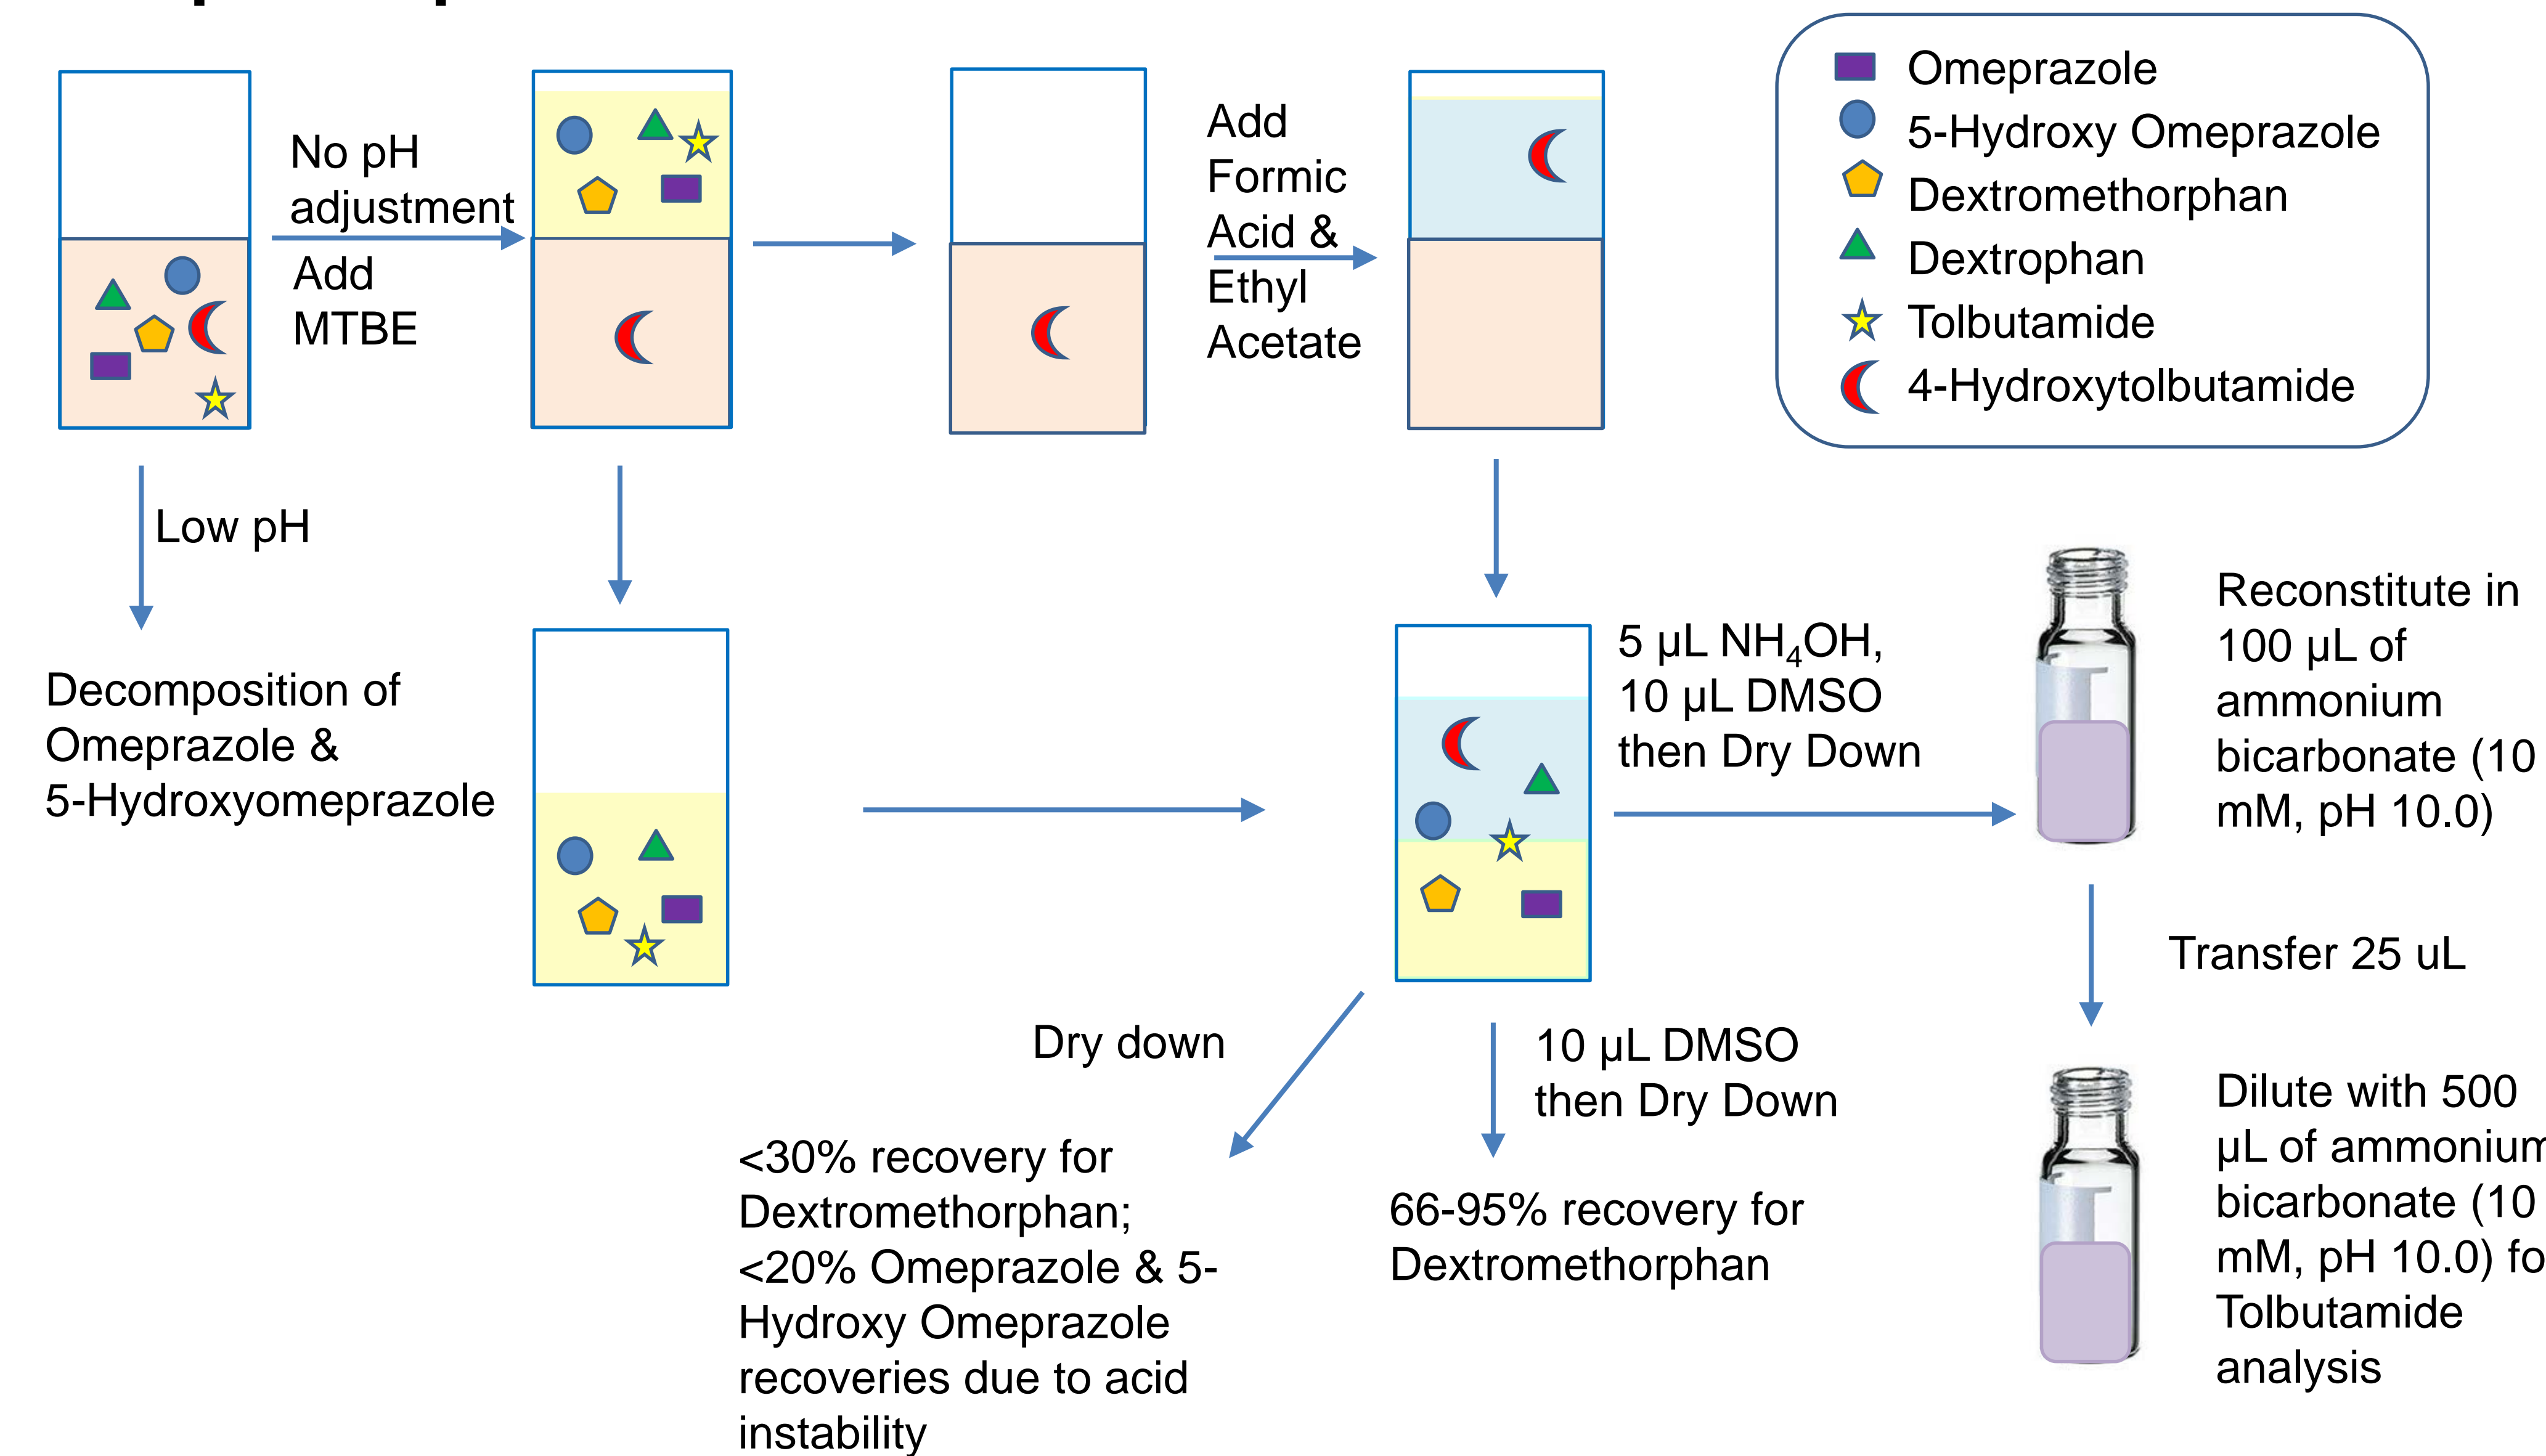 No pH
adjustment
Add
MTBE
Add
Formic
Acid &
Ethyl
Acetate
Omeprazole
5-Hydroxy Omeprazole
Dextromethorphan
Dextrophan
Tolbutamide
4-Hydroxytolbutamide
Low pH
Decomposition of
Omeprazole &
5-Hydroxyomeprazole
5 µL NH₄OH,
10 µL DMSO
then Dry Down
Reconstitute in
100 µL of
ammonium
bicarbonate (10
mM, pH 10.0)
Transfer 25 uL
Dry down
10 µL DMSO
then Dry Down
<30% recovery for
Dextromethorphan;
<20% Omeprazole & 5-
Hydroxy Omeprazole
recoveries due to acid
instability
66-95% recovery for
Dextromethorphan
Dilute with 500
µL of ammonium
bicarbonate (10
mM, pH 10.0) fo
Tolbutamide
analysis